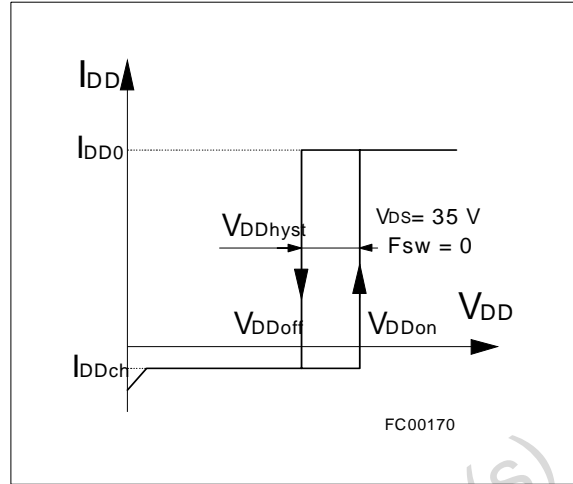 IDD
IDD0
VDDhyst
VDS= 35 V
Fsw = 0
VDDoff
VDDon
VDD
IDDch
FC00170
(s)